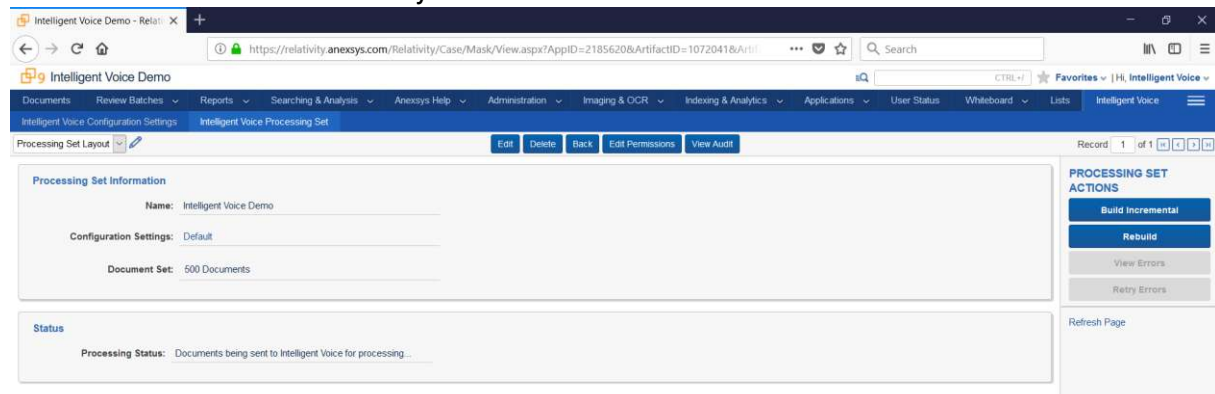 Intelligent Voice Demo - Relati
https://relativity.anexsys.com/Relativity/Case/Mask/View.aspx?AppID=2185620&ArtifactID=1072041&Arti
Search
9 Intelligent Voice Demo
CTRL+/
Favorites | Hi, Intelligent Voice
Documents Review Batches Reports Searching & Analysis Anexsys Help Administration Imaging & OCR Indexing & Analytics Applications User Status Whiteboard Lists Intelligent Voice
Intelligent Voice Configuration Settings Intelligent Voice Processing Set
Processing Set Layout Edit Delete Back Edit Permissions View Audit Record 1 of 1
Processing Set Information
Name: Intelligent Voice Demo
Configuration Settings: Default
Document Set: 500 Documents
Status
Processing Status: Documents being sent to Intelligent Voice for processing...
PROCESSING SET
ACTIONS
Build Incremental
Rebuild
View Errors
Retry Errors
Refresh Page